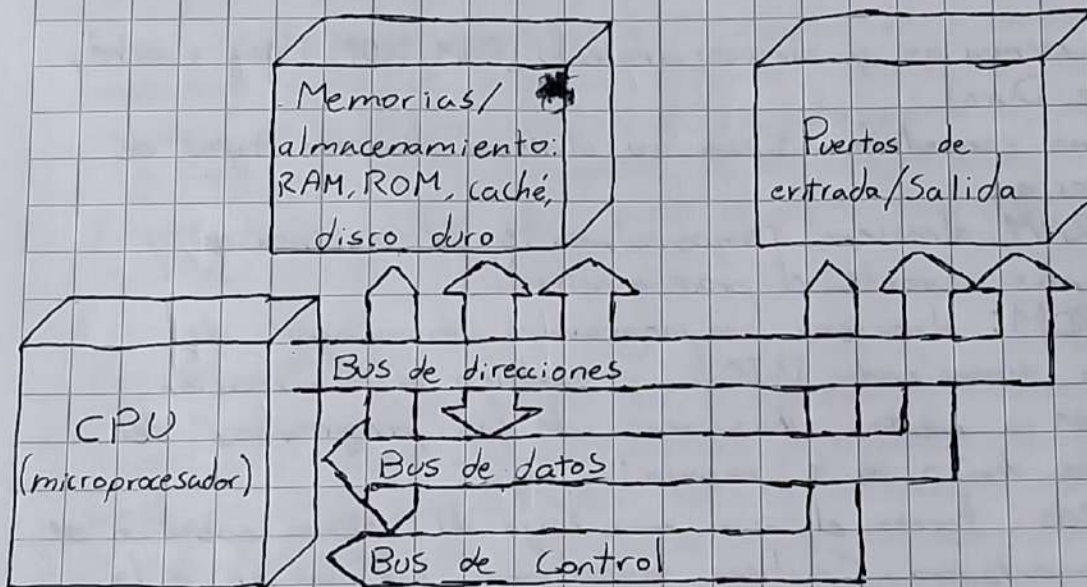 Memorias/
almacenamiento:
RAM, ROM, caché,
disco duro
Puertos de
entrada/Salida
CPU
(microprocesador)
Bus de direcciones
Bus de datos
Bus de Control